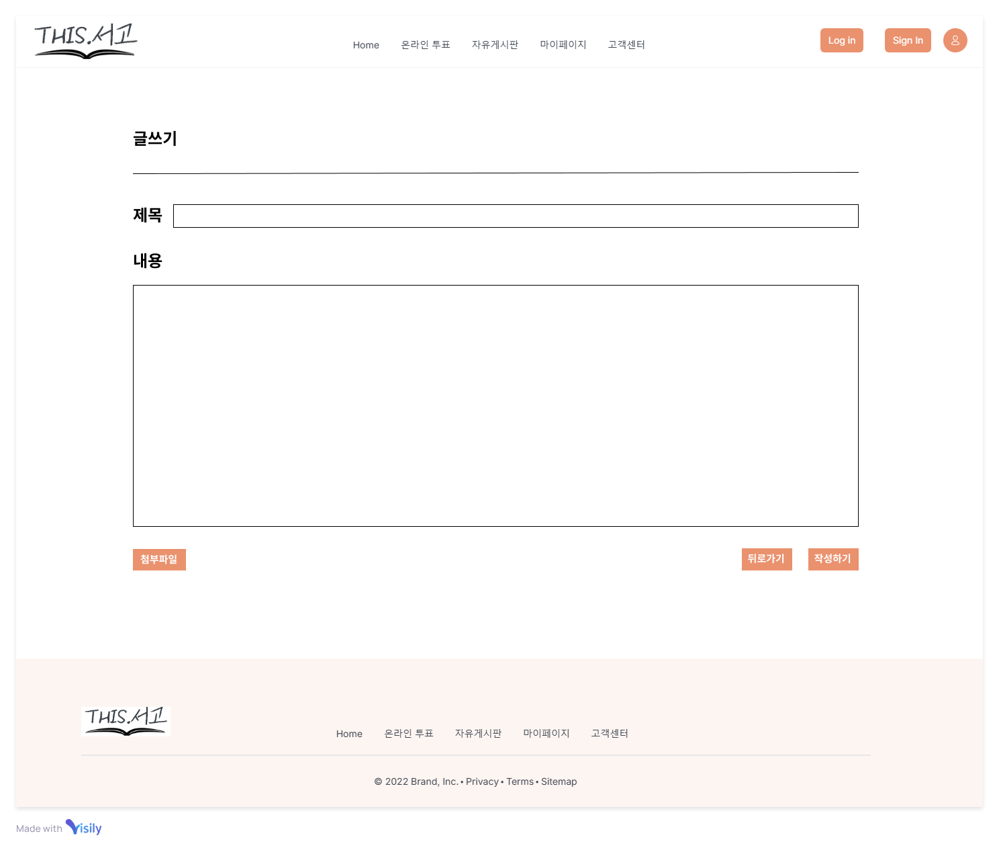 THIS.서고
Home 온라인 투표 자유게시판 마이페이지 고객센터
Log in Sign In
글쓰기
제목
내용
첨부파일 뒤로가기 작성하기
THIS.서고
Home 온라인 투표 자유게시판 마이페이지 고객센터
© 2022 Brand, Inc. • Privacy • Terms • Sitemap
Made with Visily